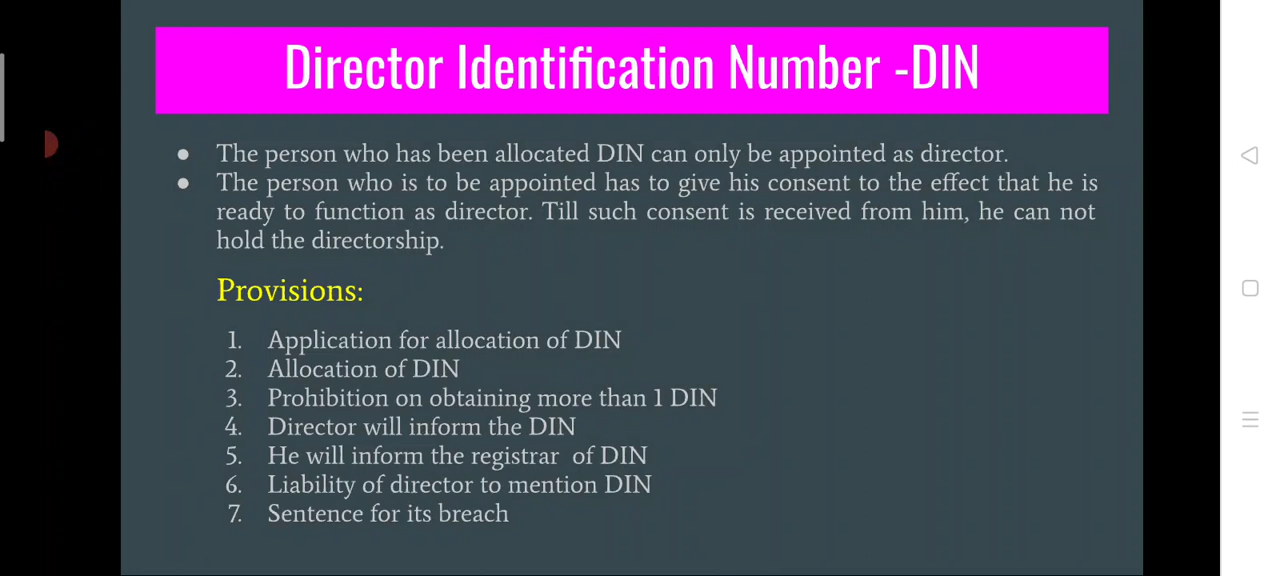 Director Identification Number -DIN
● The person who has been allocated DIN can only be appointed as director.
● The person who is to be appointed has to give his consent to the effect that he is
ready to function as director. Till such consent is received from him, he can not
hold the directorship.
Provisions:
1. Application for allocation of DIN
2. Allocation of DIN
3. Prohibition on obtaining more than 1 DIN
4. Director will inform the DIN
5. He will inform the registrar of DIN
6. Liability of director to mention DIN
7. Sentence for its breach